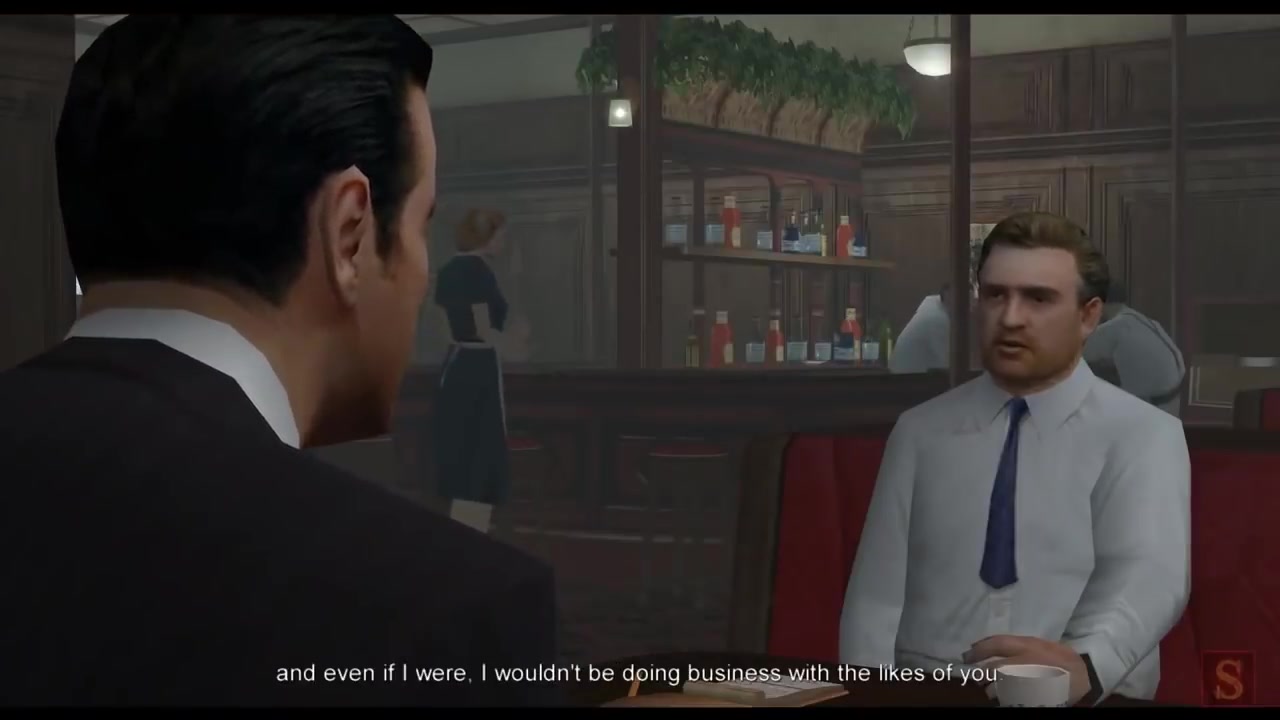 and even if I were, I wouldn't be doing business with the likes of you.
S